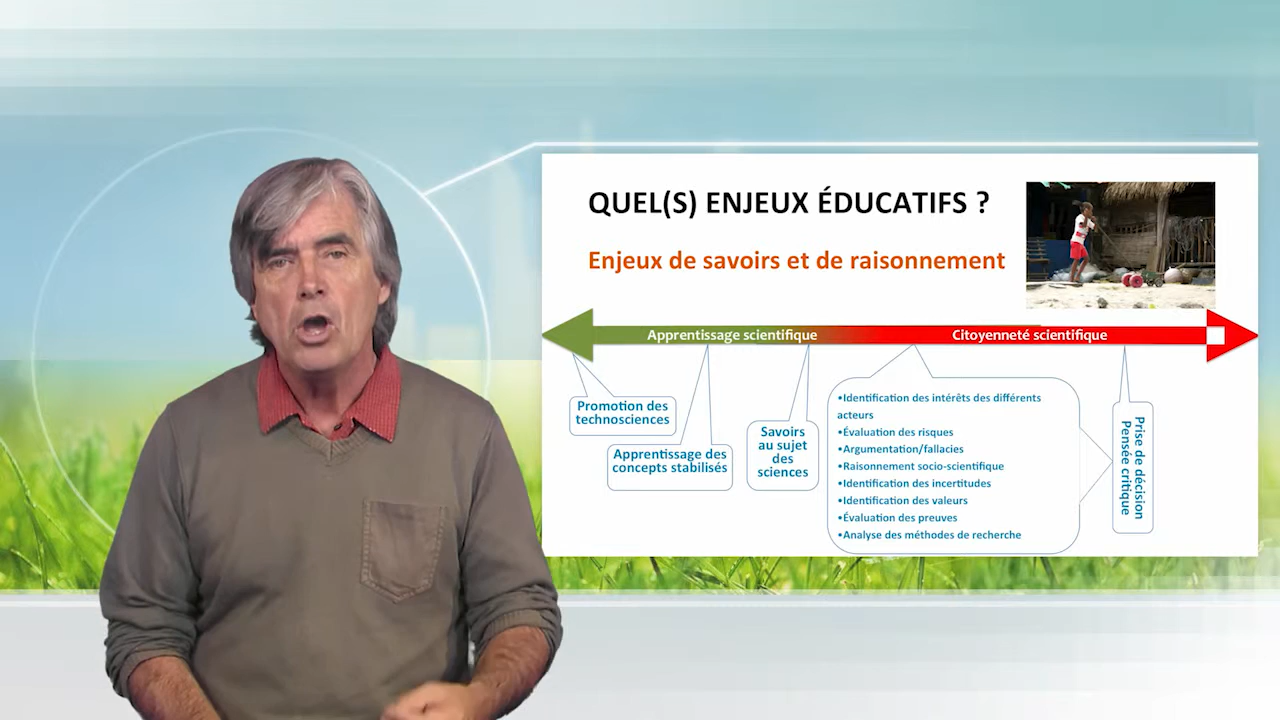 QUEL(S) ENJEUX ÉDUCATIFS ?
Enjeux de savoirs et de raisonnement
Apprentissage scientifique
Citoyenneté scientifique
Promotion des
technosciences
Apprentissage des
concepts stabilisés
Savoirs
au sujet
des
sciences
•Identification des intérêts des différents
acteurs
•Évaluation des risques
•Argumentation/fallacies
•Raisonnement socio-scientifique
•Identification des incertitudes
•Identification des valeurs
•Évaluation des preuves
•Analyse des méthodes de recherche
Prise de décision
Pensée critique